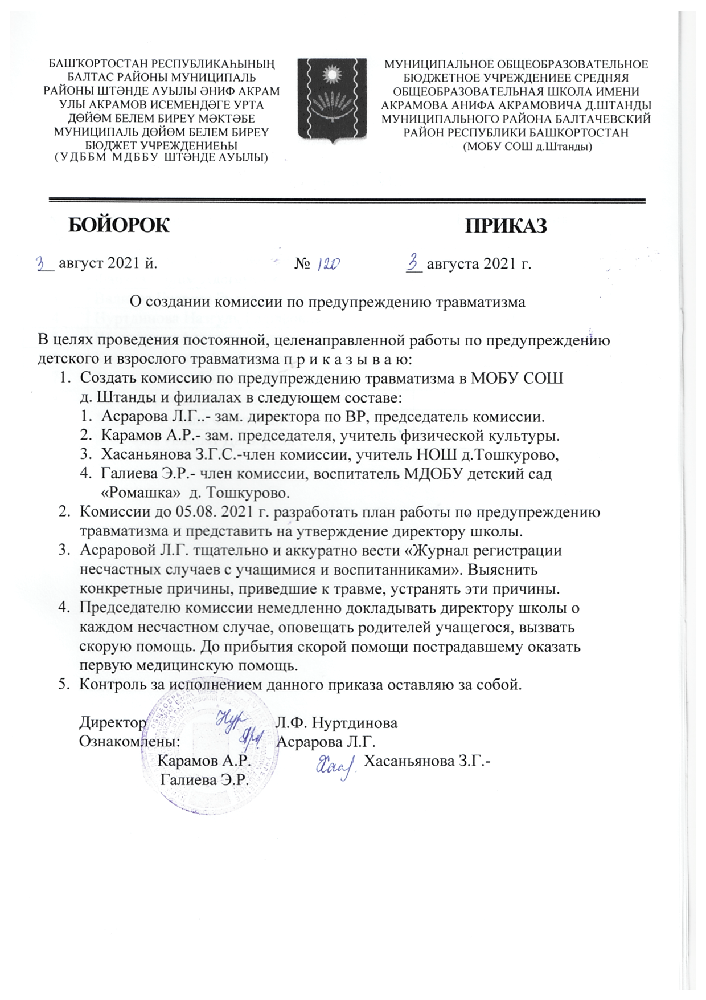 БАШҠОРТОСТАН РЕСПУБЛИКАҺЫНЫҢ
БАЛТАС РАЙОНЫ МУНИЦИПАЛЬ
РАЙОНЫ ШТӘНДЕ АУЫЛЫ ӘНИФ АКРАМ
УЛЫ АКРАМОВ ИСЕМЕНДӘГЕ УРТА
ДӨЙӨМ БЕЛЕМ БИРЕҮ МӘКТӘБЕ
МУНИЦИПАЛЬ ДӨЙӨМ БЕЛЕМ БИРЕҮ
БЮДЖЕТ УЧРЕЖДЕНИЕҺЫ
(УДББМ МДББУ ШТӘНДЕ АУЫЛЫ)
МУНИЦИПАЛЬНОЕ ОБЩЕОБРАЗОВАТЕЛЬНОЕ
БЮДЖЕТНОЕ УЧРЕЖДЕНИЕЕ СРЕДНЯЯ
ОБЩЕОБРАЗОВАТЕЛЬНАЯ ШКОЛА ИМЕНИ
АКРАМОВА АНИФА АКРАМОВИЧА Д.ШТАНДЫ
МУНИЦИПАЛЬНОГО РАЙОНА БАЛТАЧЕВСКИЙ
РАЙОН РЕСПУБЛИКИ БАШКОРТОСТАН
(МОБУ СОШ д.Штанды)
БОЙОРОК ПРИКАЗ
3 август 2021 й. № 120 3 августа 2021 г.
О создании комиссии по предупреждению травматизма
В целях проведения постоянной, целенаправленной работы по предупреждению
детского и взрослого травматизма п р и к а з ы в а ю:
1. Создать комиссию по предупреждению травматизма в МОБУ СОШ
д. Штанды и филиалах в следующем составе:
1. Асрарова Л.Г..- зам. директора по ВР, председатель комиссии.
2. Карамов А.Р.- зам. председателя, учитель физической культуры.
3. Хасаньянова З.Г.С.-член комиссии, учитель НОШ д.Тошкурово,
4. Галиева Э.Р.- член комиссии, воспитатель МДОБУ детский сад
«Ромашка» д. Тошкурово.
2. Комиссии до 05.08. 2021 г. разработать план работы по предупреждению
травматизма и представить на утверждение директору школы.
3. Асраровой Л.Г. тщательно и аккуратно вести «Журнал регистрации
несчастных случаев с учащимися и воспитанниками». Выяснить
конкретные причины, приведшие к травме, устранять эти причины.
4. Председателю комиссии немедленно докладывать директору школы о
каждом несчастном случае, оповещать родителей учащегося, вызвать
скорую помощь. До прибытия скорой помощи пострадавшему оказать
первую медицинскую помощь.
5. Контроль за исполнением данного приказа оставляю за собой.
Директор Л.Ф. Нуртдинова
Ознакомлены: Асрарова Л.Г.
Карамов А.Р. Хасаньянова З.Г.-
Галиева Э.Р.